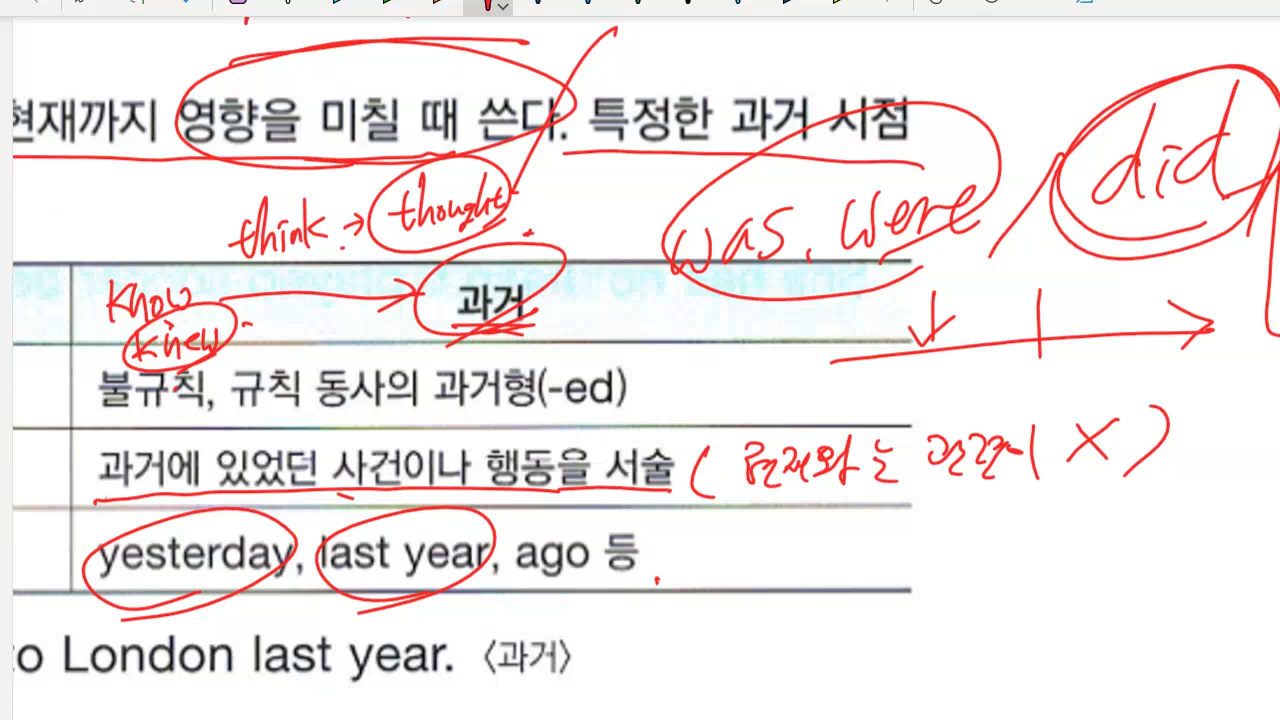 현재까지 영향을 미칠 때 쓴다. 특정한 과거 시점
did
think → thought
was, were
know
knew
과거
불규칙, 규칙 동사의 과거형(-ed)
과거에 있었던 사건이나 행동을 서술 (현재와는 관련이 X)
yesterday, last year, ago 등
to London last year. 〈과거〉